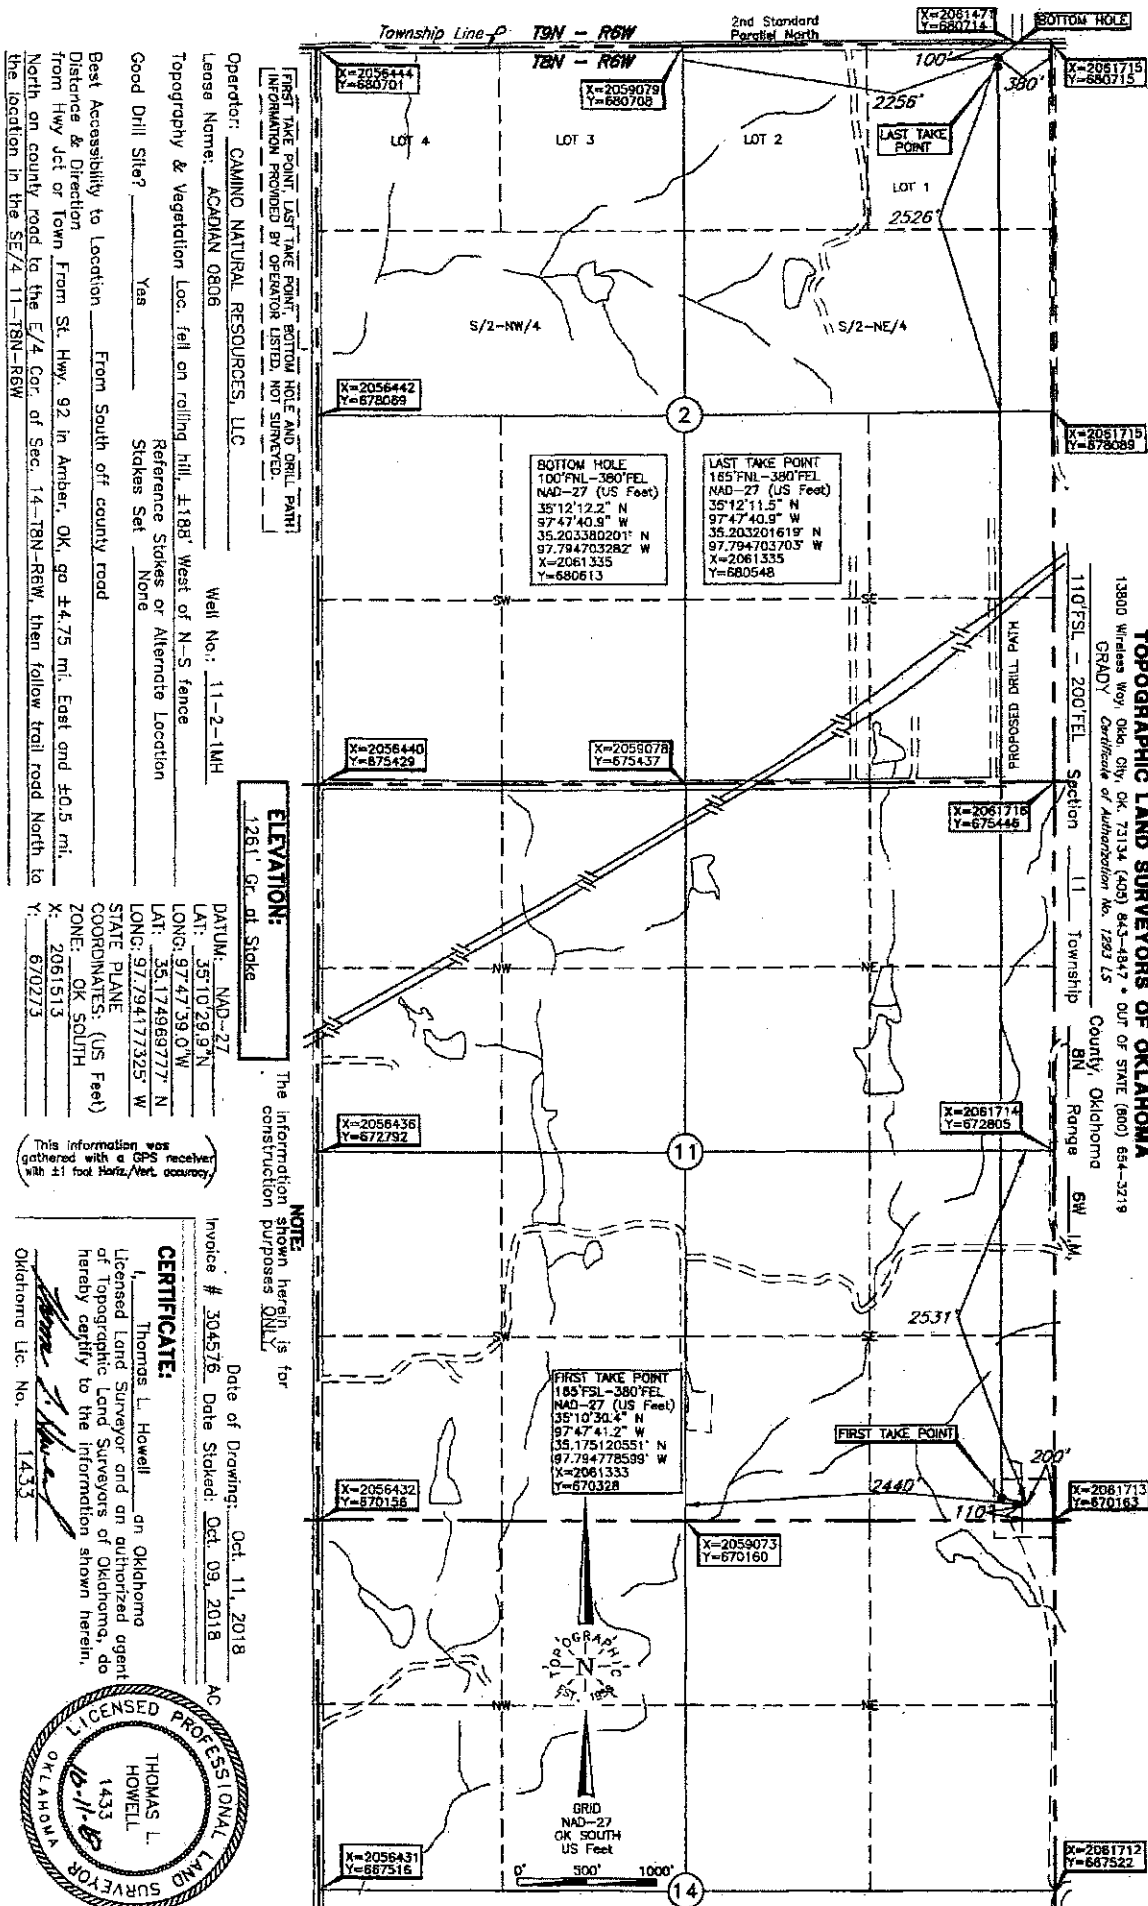 TOPOGRAPHIC LAND SURVEYORS OF OKLAHOMA
13800 Wireless Way, Okla. City, OK. 73134 (405) 843-4847 * OUT OF STATE (800) 654-3219
Certificate of Authorization No. 1293 LS
GRADY County, Oklahoma
110'FSL - 200'FEL Section 11 Township 8N Range 6W I.M.
Township Line
T9N - R6W
T8N - R6W
2nd Standard
Parallel North
X=2061477
Y=680714
BOTTOM HOLE
X=2056444
Y=680701
X=2059079
Y=680708
X=2061715
Y=680715
100'
380'
2256'
LAST TAKE
POINT
LOT 4
LOT 3
LOT 2
LOT 1
2526'
S/2-NW/4
S/2-NE/4
X=2056442
Y=678089
2
X=2061715
Y=678089
BOTTOM HOLE
100'FNL-380'FEL
NAD-27 (US Feet)
35°12'12.2" N
97°47'40.9" W
35.203380201° N
97.794703282° W
X=2061335
Y=680613
LAST TAKE POINT
165'FNL-380'FEL
NAD-27 (US Feet)
35°12'11.5" N
97°47'40.9" W
35.203201619° N
97.794703703° W
X=2061335
Y=680548
SW
SE
PROPOSED DRILL PATH
X=2056440
Y=675429
X=2059078
Y=675437
X=2061716
Y=675446
NW
NE
X=2056436
Y=672792
11
X=2061714
Y=672805
SW
SE
2531'
FIRST TAKE POINT
165'FSL-380'FEL
NAD-27 (US Feet)
35°10'30.4" N
97°47'41.2" W
35.175120551° N
97.794778599° W
X=2061333
Y=670328
FIRST TAKE POINT
200'
2440'
110'
X=2056432
Y=670156
X=2059073
Y=670160
X=2061713
Y=670163
TOPOGRAPHIC
N
EST. 1958
NW
NE
GRID
NAD-27
OK SOUTH
US Feet
0' 500' 1000'
X=2056431
Y=667516
14
X=2061712
Y=667522
FIRST TAKE POINT, LAST TAKE POINT, BOTTOM HOLE AND DRILL PATH
INFORMATION PROVIDED BY OPERATOR LISTED, NOT SURVEYED.
Operator: CAMINO NATURAL RESOURCES, LLC
Lease Name: ACADIAN 0806 Well No.: 11-2-1MH
Topography & Vegetation Loc. fell on rolling hill, ±188' West of N-S fence
Good Drill Site? Yes
Reference Stakes or Alternate Location
Stakes Set None
Best Accessibility to Location From South off county road
Distance & Direction
from Hwy Jct or Town From St. Hwy. 92 in Amber, OK, go ±4.75 mi. East and ±0.5 mi.
North on county road to the E/4 Cor. of Sec. 14-T8N-R6W, then follow trail road North to
the location in the SE/4 11-T8N-R6W
ELEVATION:
1261' Gr. at Stake
NOTE:
The information shown herein is for
construction purposes ONLY.
DATUM: NAD-27
LAT: 35°10'29.9"N
LONG: 97°47'39.0"W
LAT: 35.174969777° N
LONG: 97.794177325° W
STATE PLANE
COORDINATES: (US Feet)
ZONE: OK SOUTH
X: 2061513
Y: 670273
This information was
gathered with a GPS receiver
with ±1 foot Horiz./Vert. accuracy.
Date of Drawing: Oct. 11, 2018
Invoice # 304576 Date Staked: Oct. 09, 2018 AC
CERTIFICATE:
I, Thomas L. Howell an Oklahoma
Licensed Land Surveyor and an authorized agent
of Topographic Land Surveyors of Oklahoma, do
hereby certify to the information shown herein.
Oklahoma Lic. No. 1433
LICENSED PROFESSIONAL LAND SURVEYOR
THOMAS L.
HOWELL
1433
OKLAHOMA